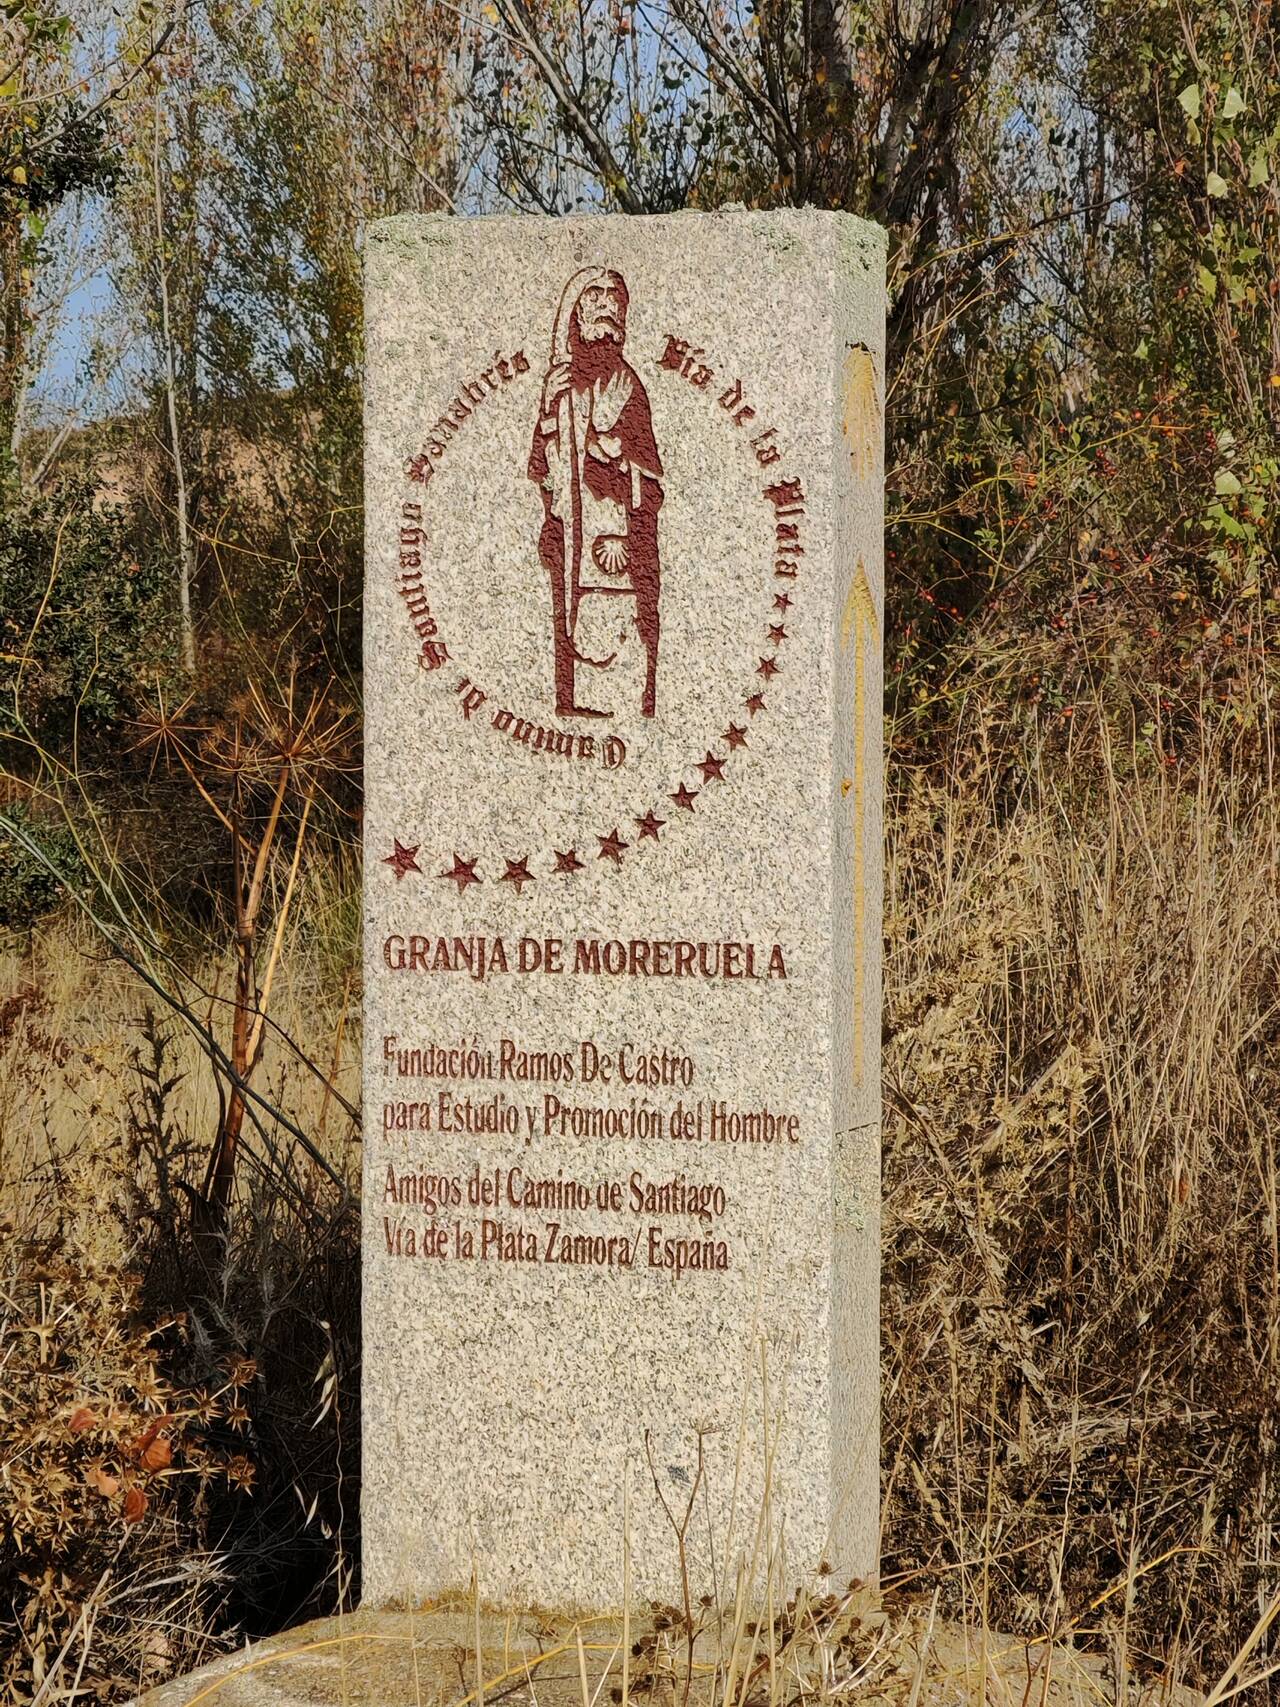 Camino de Santiago Sanabrés
Vía de la Plata
GRANJA DE MORERUELA
Fundación Ramos De Castro
para Estudio y Promoción del Hombre
Amigos del Camino de Santiago
Vía de la Plata Zamora/ España